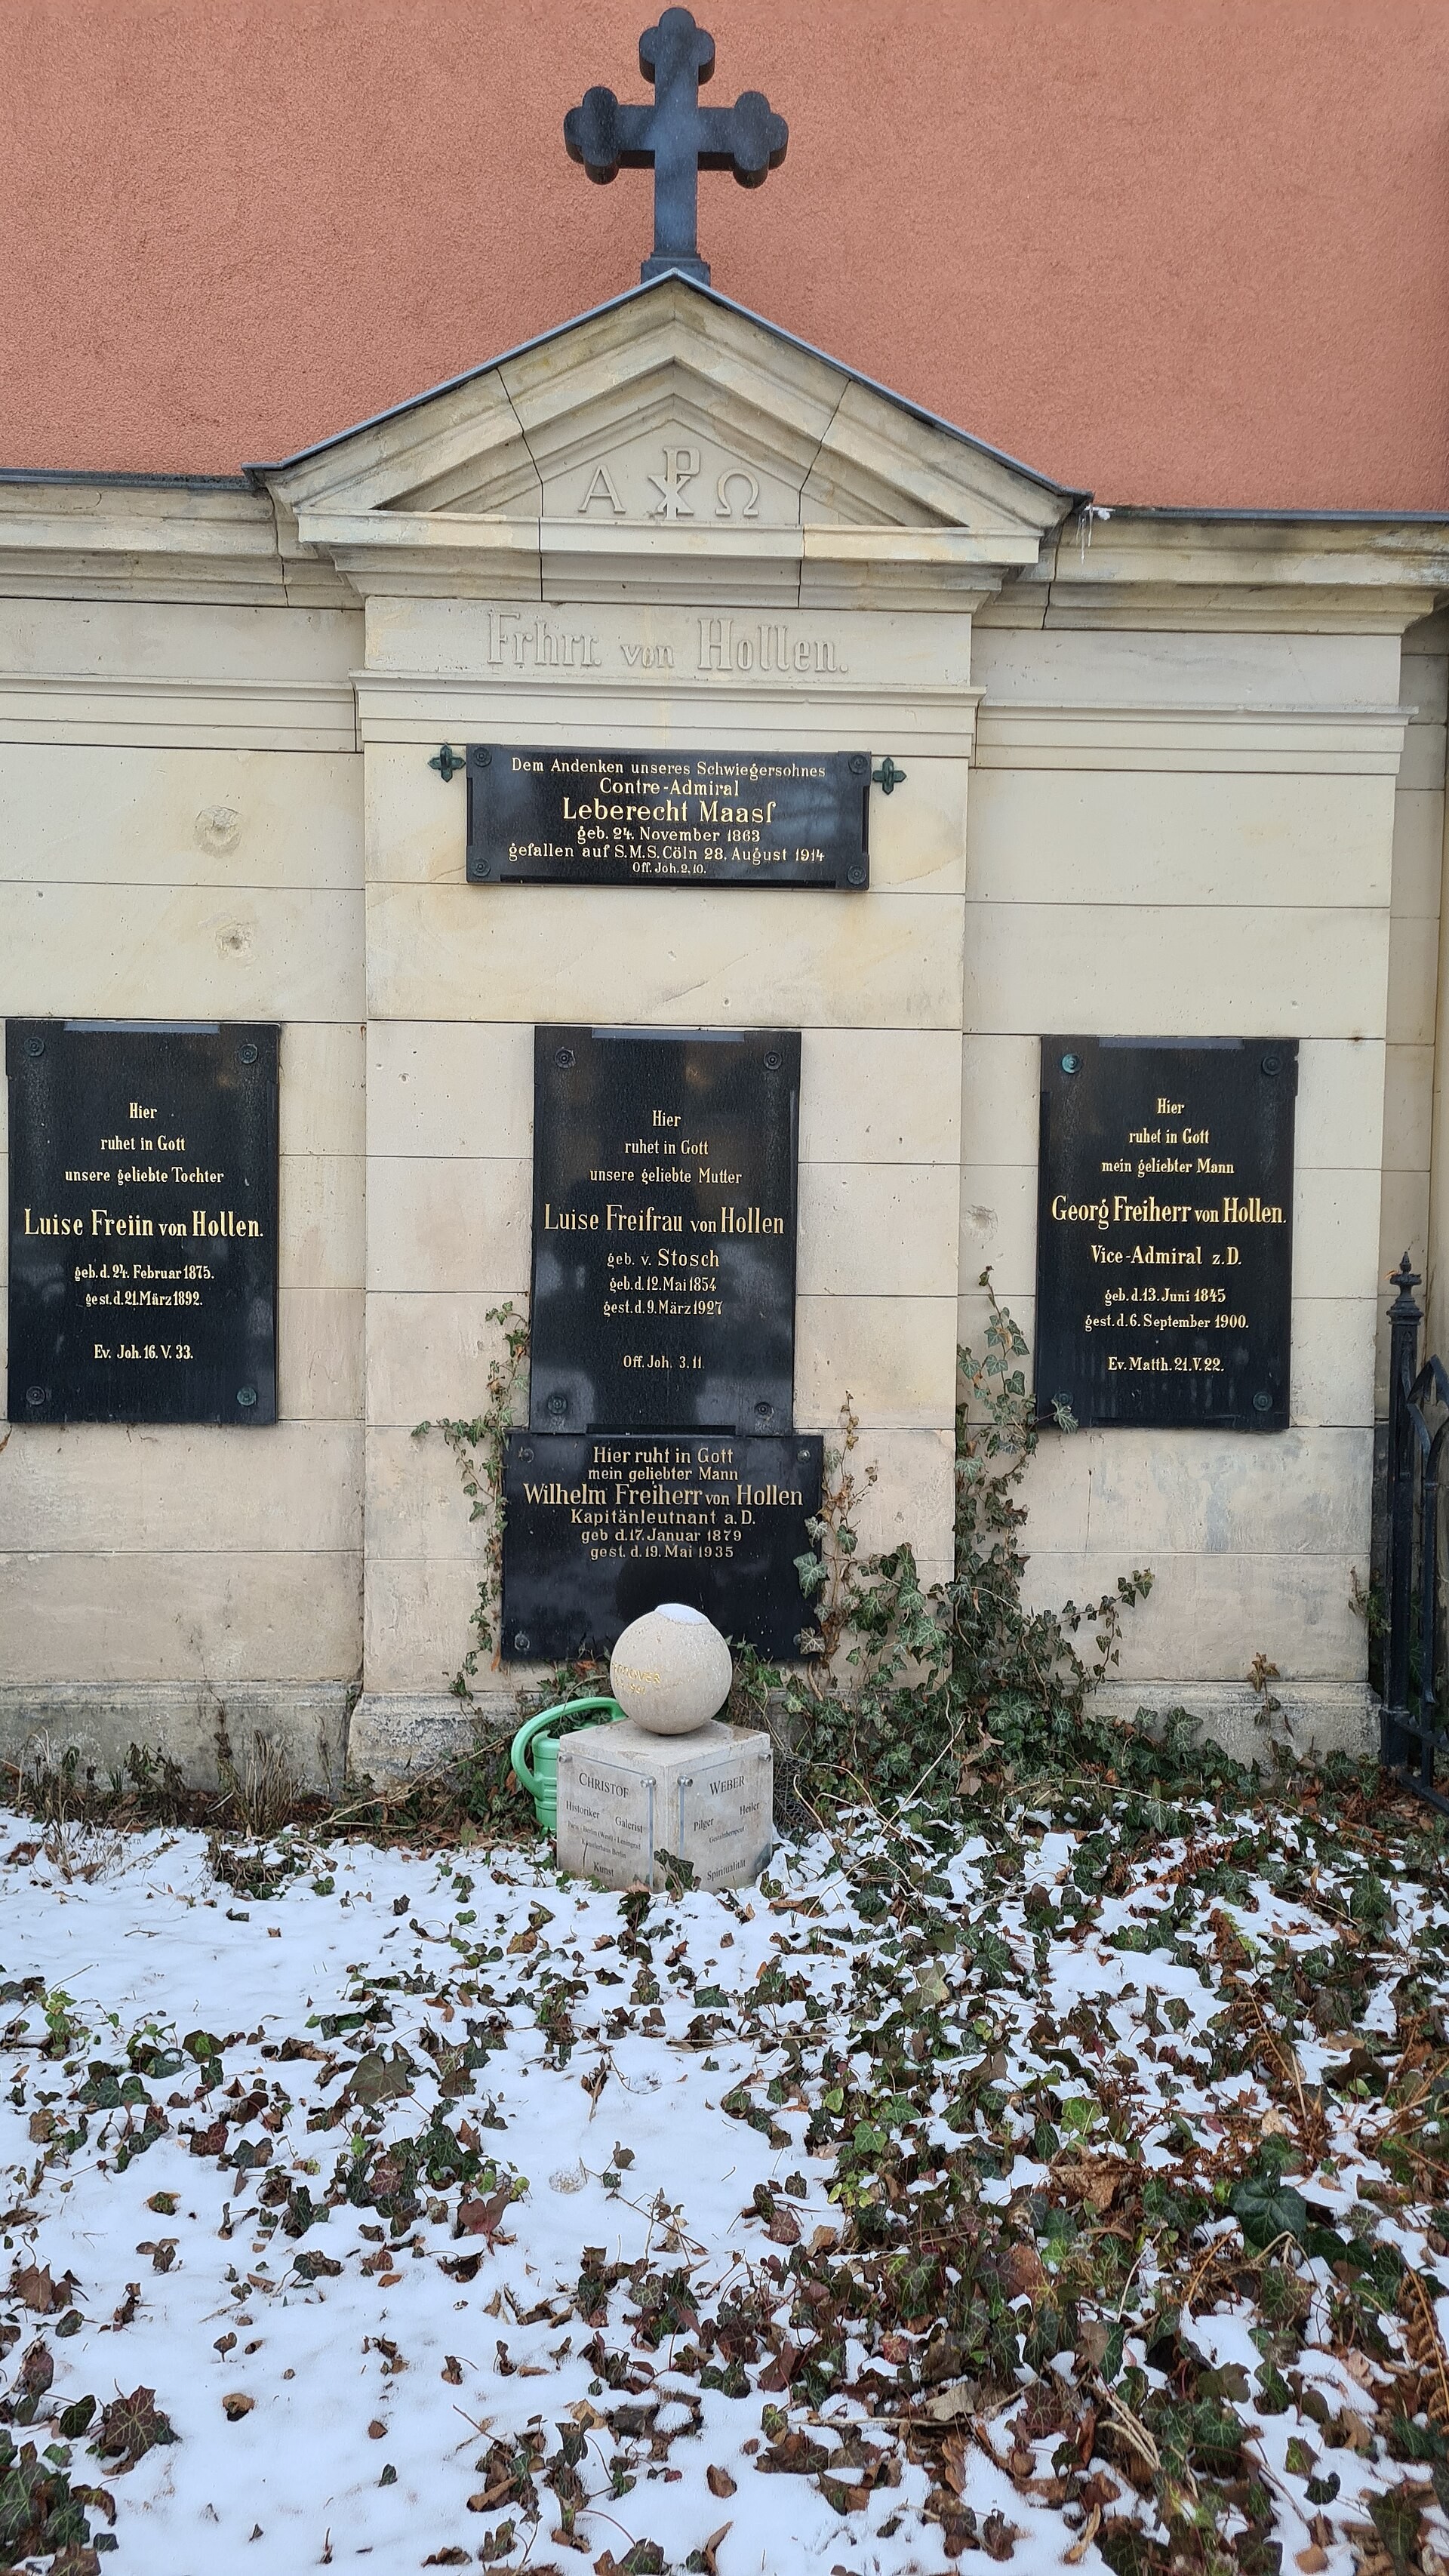 Α ☧ Ω
Frhrr. von Hollen.
Dem Andenken unseres Schwiegersohnes
Contre-Admiral
Leberecht Maasſ
geb. 24. November 1863
gefallen auf S.M.S. Cöln 28. August 1914
Off. Joh. 2, 10.
Hier
ruhet in Gott
unsere geliebte Tochter
Luise Freiin von Hollen.
geb. d. 24. Februar 1875.
gest. d. 21. März 1892.
Ev. Joh. 16. V. 33.
Hier
ruhet in Gott
unsere geliebte Mutter
Luise Freifrau von Hollen
geb. v. Stosch
geb. d. 12. Mai 1854
gest. d. 9. März 1927
Off. Joh. 3, 11.
Hier
ruhet in Gott
mein geliebter Mann
Georg Freiherr von Hollen.
Vice-Admiral z. D.
geb. d. 13. Juni 1845
gest. d. 6. September 1900.
Ev. Matth. 21. V. 22.
Hier ruht in Gott
mein geliebter Mann
Wilhelm Freiherr von Hollen
Kapitänleutnant a. D.
geb d. 17. Januar 1879
gest. d. 19. Mai 1935
CHRISTOF
Historiker Galerist
Berlin (West) Leningrad
Berlin
Kunst
WEBER
Pilger Heiler
Spiritualität